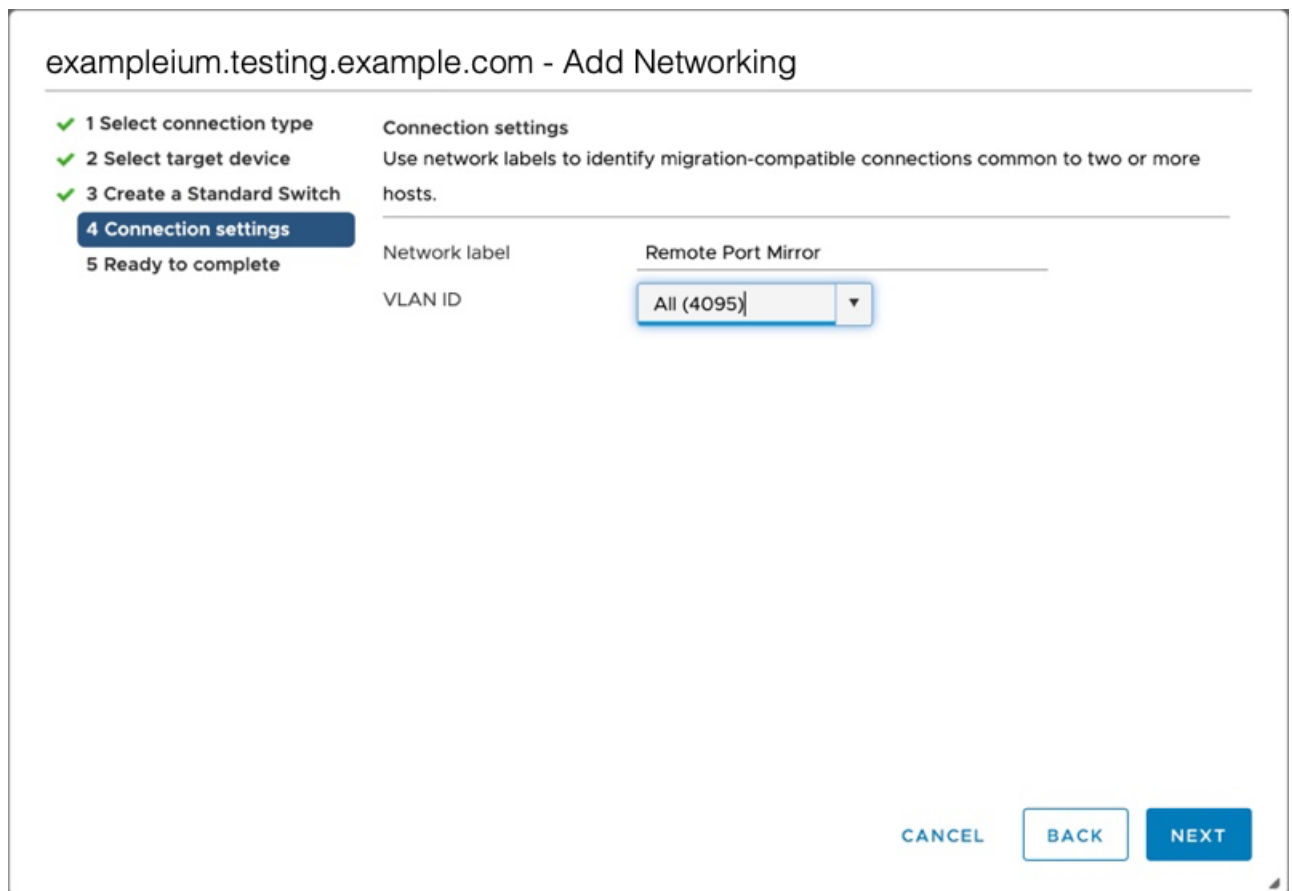 exampleium.testing.example.com - Add Networking
1 Select connection type
2 Select target device
3 Create a Standard Switch
4 Connection settings
5 Ready to complete
Connection settings
Use network labels to identify migration-compatible connections common to two or more
hosts.
Network label
Remote Port Mirror
VLAN ID
All (4095)
CANCEL
BACK
NEXT